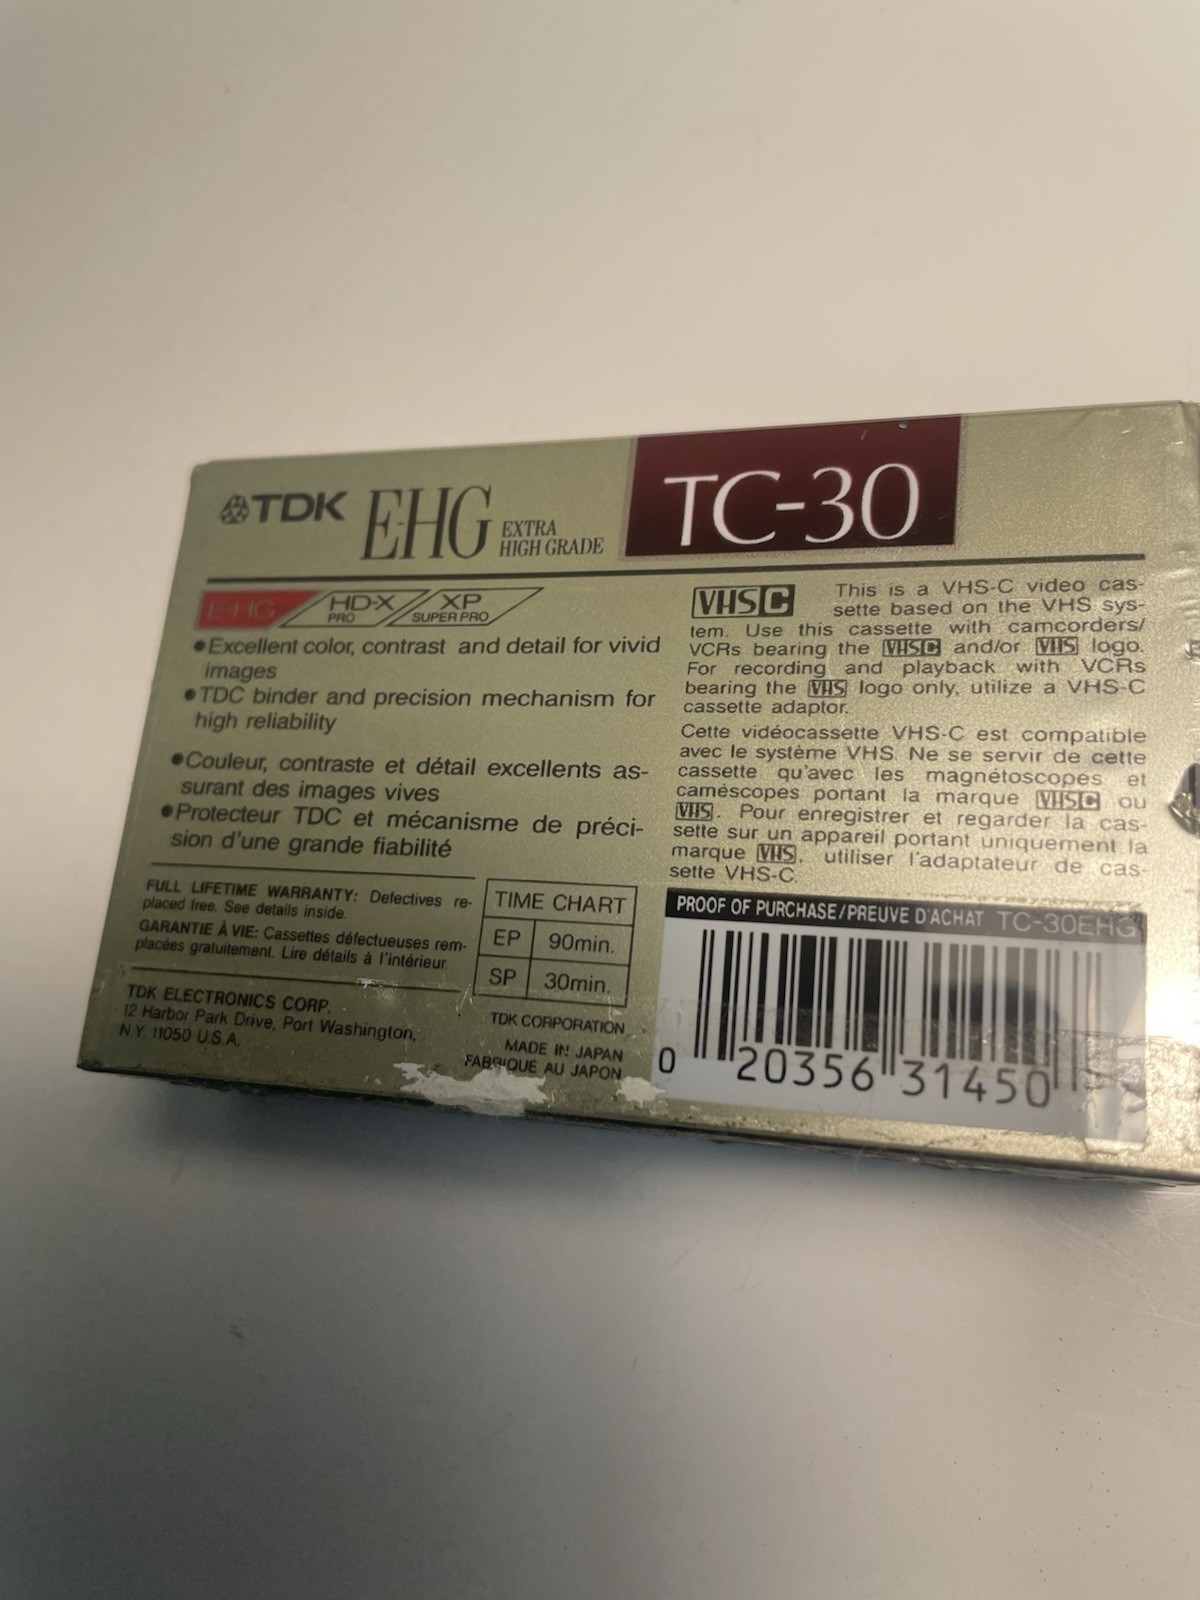 TDK E-HG EXTRA HIGH GRADE
TC-30
E-HG HD-X PRO XP SUPER PRO
●Excellent color, contrast and detail for vivid
images
●TDC binder and precision mechanism for
high reliability
●Couleur, contraste et détail excellents as-
surant des images vives
●Protecteur TDC et mécanisme de préci-
sion d'une grande fiabilité
FULL LIFETIME WARRANTY: Defectives re-
placed free. See details inside.
GARANTIE À VIE: Cassettes défectueuses rem-
placées gratuitement. Lire détails à l'intérieur.
TDK ELECTRONICS CORP.
12 Harbor Park Drive, Port Washington,
N.Y. 11050 U.S.A.
TIME CHART
EP 90min.
SP 30min.
TDK CORPORATION
MADE IN JAPAN
FABRIQUE AU JAPON
VHSC This is a VHS-C video cas-
sette based on the VHS sys-
tem. Use this cassette with camcorders/
VCRs bearing the VHSC and/or VHS logo.
For recording and playback with VCRs
bearing the VHS logo only, utilize a VHS-C
cassette adaptor.
Cette vidéocassette VHS-C est compatible
avec le système VHS. Ne se servir de cette
cassette qu'avec les magnétoscopes et
caméscopes portant la marque VHSC ou
VHS. Pour enregistrer et regarder la cas-
sette sur un appareil portant uniquement la
marque VHS, utiliser l'adaptateur de cas-
sette VHS-C.
PROOF OF PURCHASE/PREUVE D'ACHAT TC-30EHG
0 20356 31450